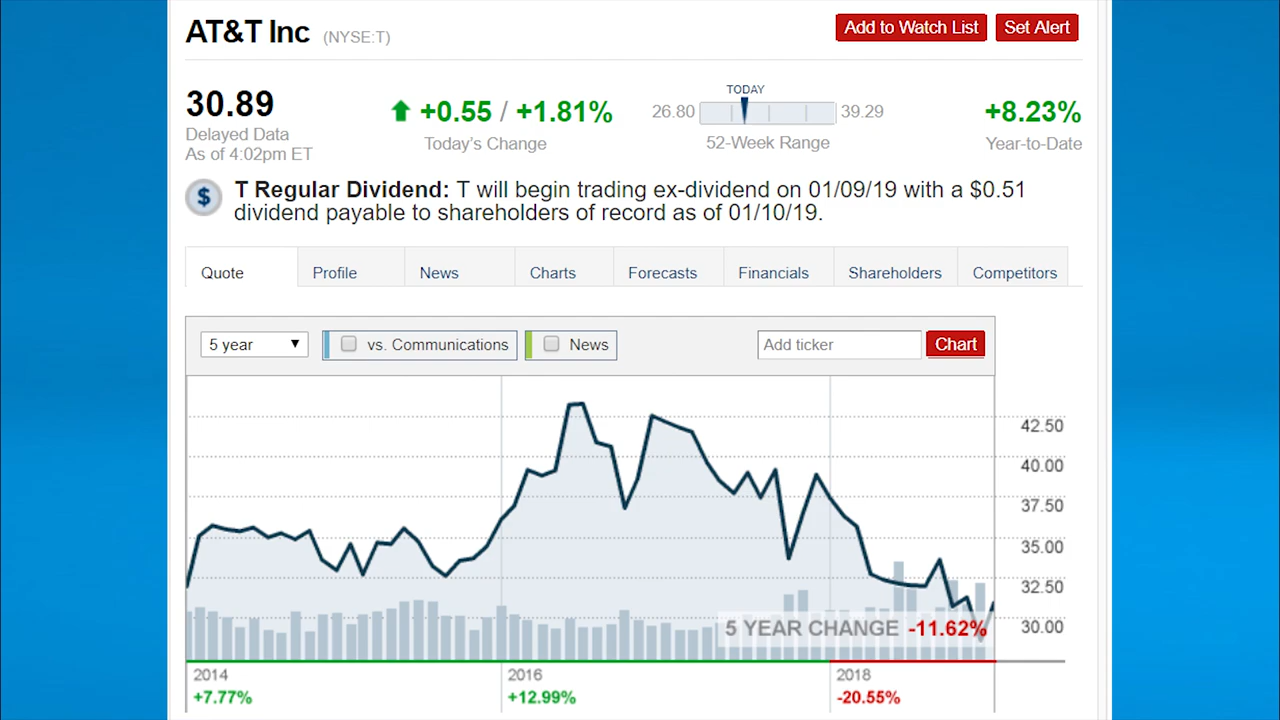 AT&T Inc (NYSE:T)
Add to Watch List
Set Alert
30.89
Delayed Data
As of 4:02pm ET
+0.55 / +1.81%
Today's Change
TODAY
26.80
39.29
52-Week Range
+8.23%
Year-to-Date
$
T Regular Dividend: T will begin trading ex-dividend on 01/09/19 with a $0.51
dividend payable to shareholders of record as of 01/10/19.
Quote
Profile
News
Charts
Forecasts
Financials
Shareholders
Competitors
5 year
vs. Communications
News
Add ticker
Chart
42.50
40.00
37.50
35.00
32.50
30.00
5 YEAR CHANGE -11.62%
2014
2016
2018
+7.77%
+12.99%
-20.55%